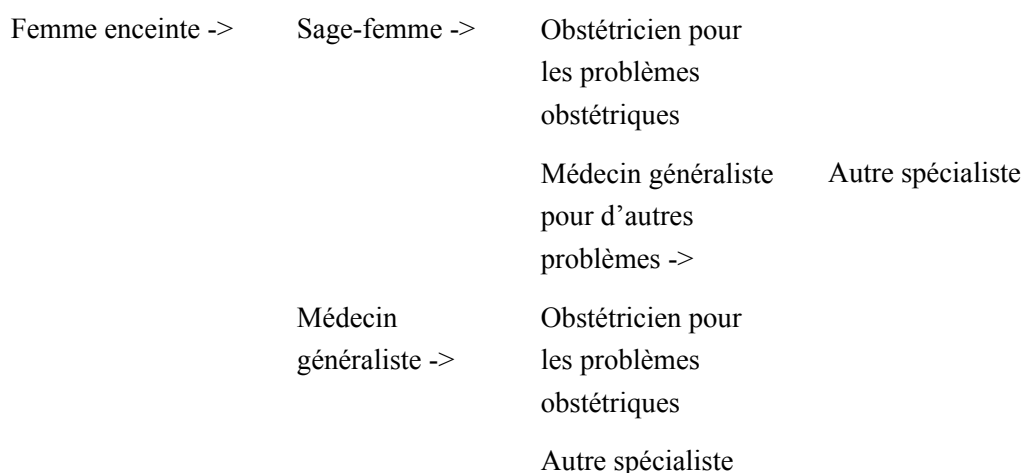 Femme enceinte ->
Sage-femme ->
Obstétricien pour
les problèmes
obstétriques
Médecin généraliste
pour d’autres
problèmes ->
Autre spécialiste
Médecin
généraliste ->
Obstétricien pour
les problèmes
obstétriques
Autre spécialiste